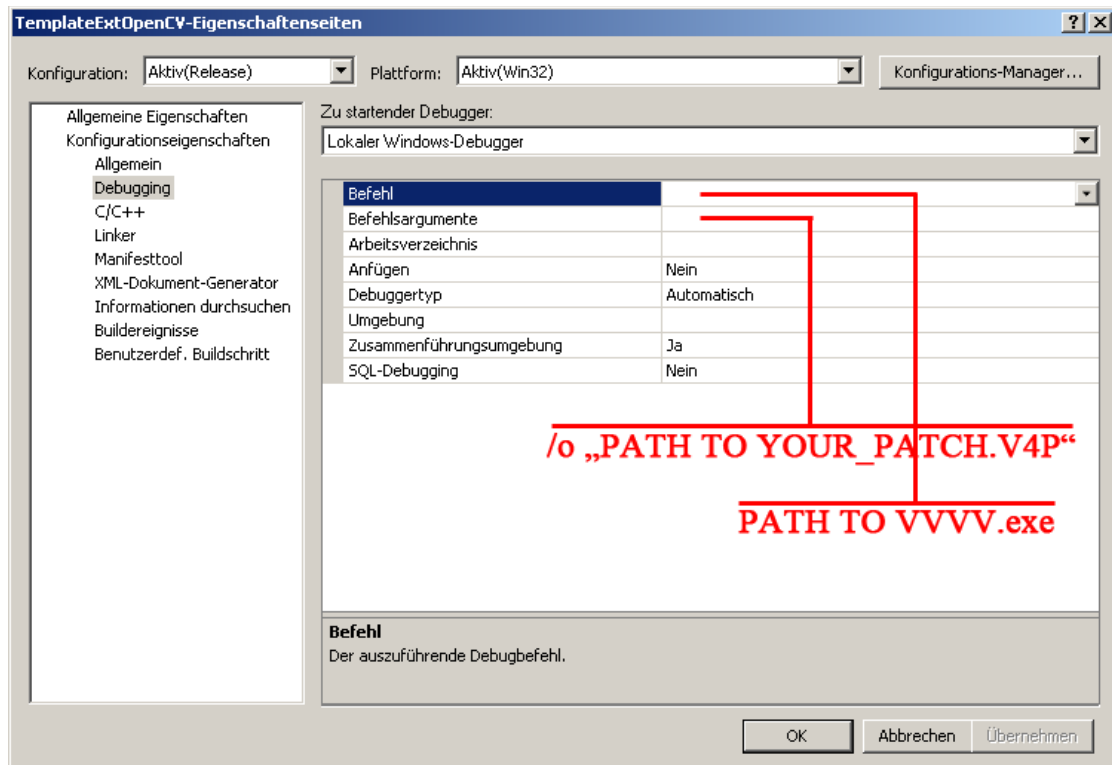 TemplateExtOpenCV-Eigenschaftenseiten
Konfiguration: Aktiv(Release) Plattform: Aktiv(Win32) Konfigurations-Manager...
Allgemeine Eigenschaften
Konfigurationseigenschaften
Allgemein
Debugging
C/C++
Linker
Manifesttool
XML-Dokument-Generator
Informationen durchsuchen
Buildereignisse
Benutzerdef. Buildschritt
Zu startender Debugger:
Lokaler Windows-Debugger
Befehl
Befehlsargumente
Arbeitsverzeichnis
Anfügen Nein
Debuggertyp Automatisch
Umgebung
Zusammenführungsumgebung Ja
SQL-Debugging Nein
/o „PATH TO YOUR_PATCH.V4P“
PATH TO VVVV.exe
Befehl
Der auszuführende Debugbefehl.
OK Abbrechen Übernehmen